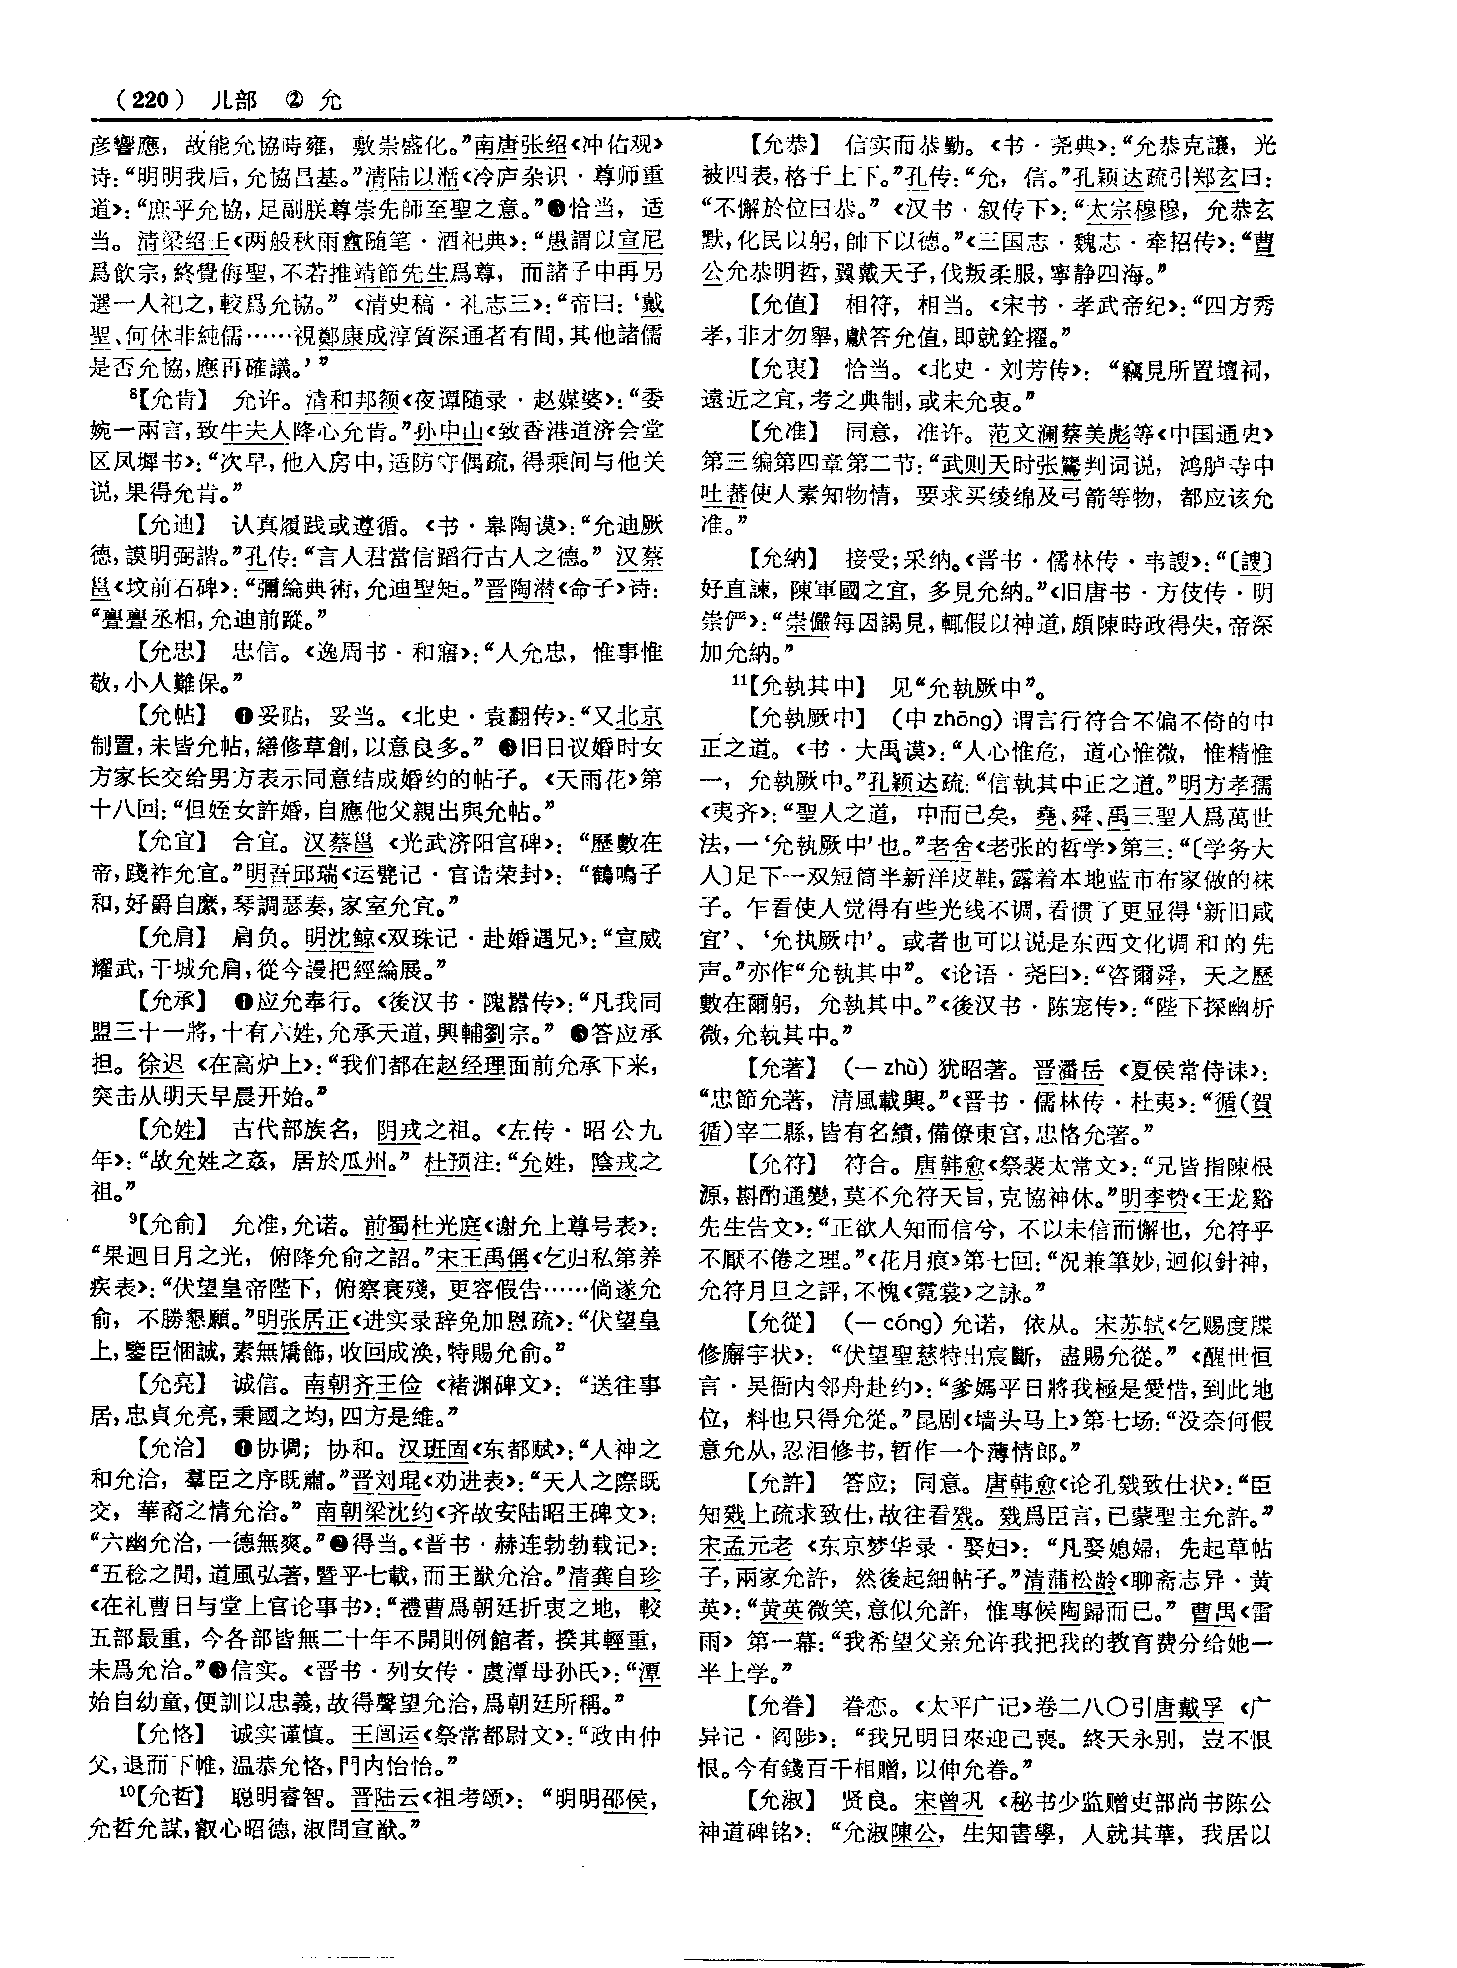 （220） 儿部 ② 允
彦響應，故能允協時雍，敷崇盛化。”南唐张绍《冲佑观》
诗：“明明我后，允協昌基。”清陆以湉《冷庐杂识·尊师重
道》：“庶乎允協，足副朕尊崇先師至聖之意。”❸恰当，适
当。清梁绍壬《两般秋雨盦随笔·酒祀典》：“愚謂以宣尼
爲飲宗，終覺侮聖，不若推靖節先生爲尊，而諸子中再另
選一人祀之，較爲允協。”《清史稿·礼志三》：“帝曰：‘戴
聖、何休非純儒……視鄭康成淳質深通者有間，其他諸儒
是否允協，應再確議。’”
⁸【允肯】 允许。清和邦额《夜谭随录·赵媒婆》：“委
婉一兩言，致牛夫人降心允肯。”孙中山《致香港道济会堂
区凤墀书》：“次早，他入房中，适防守偶疏，得乘间与他关
说，果得允肯。”
【允迪】 认真履践或遵循。《书·皋陶谟》：“允迪厥
德，謨明弼諧。”孔传：“言人君當信蹈行古人之德。”汉蔡
邕《坟前石碑》：“彌綸典術，允迪聖矩。”晋陶潜《命子》诗：
“亹亹丞相，允迪前蹤。”
【允忠】 忠信。《逸周书·和寤》：“人允忠，惟事惟
敬，小人難保。”
【允帖】 ❶妥贴，妥当。《北史·袁翻传》：“又北京
制置，未皆允帖，繕修草創，以意良多。”❷旧日议婚时女
方家长交给男方表示同意结成婚约的帖子。《天雨花》第
十八回：“但姪女許婚，自應他父親出與允帖。”
【允宜】 合宜。汉蔡邕《光武济阳宫碑》：“歷數在
帝，踐祚允宜。”明吾邱瑞《运甓记·官诰荣封》：“鶴鳴子
和，好爵自縻，琴調瑟奏，家室允宜。”
【允肩】 肩负。明沈鲸《双珠记·赴婚遇兄》：“宣威
耀武，干城允肩，從今謾把經綸展。”
【允承】 ❶应允奉行。《後汉书·隗嚣传》：“凡我同
盟三十一將，十有六姓，允承天道，興輔劉宗。”❷答应承
担。徐迟《在高炉上》：“我们都在赵经理面前允承下来，
突击从明天早晨开始。”
【允姓】 古代部族名，阴戎之祖。《左传·昭公九
年》：“故允姓之姦，居於瓜州。”杜预注：“允姓，陰戎之
祖。”
⁹【允俞】 允准，允诺。前蜀杜光庭《谢允上尊号表》：
“果迴日月之光，俯降允俞之詔。”宋王禹偁《乞归私第养
疾表》：“伏望皇帝陛下，俯察衰殘，更容假告……倘遂允
俞，不勝懇願。”明张居正《进实录辞免加恩疏》：“伏望皇
上，鑒臣悃誠，素無矯飾，收回成涣，特賜允俞。”
【允亮】 诚信。南朝齐王俭《褚渊碑文》：“送往事
居，忠貞允亮，秉國之均，四方是維。”
【允洽】 ❶协调；协和。汉班固《东都赋》：“人神之
和允洽，羣臣之序既肅。”晋刘琨《劝进表》：“天人之際既
交，華裔之情允洽。”南朝梁沈约《齐故安陆昭王碑文》：
“六幽允洽，一德無爽。”❷得当。《晋书·赫连勃勃载记》：
“五稔之間，道風弘著，暨乎七載，而王猷允洽。”清龚自珍
《在礼曹日与堂上官论事书》：“禮曹爲朝廷折衷之地，較
五部最重，今各部皆無二十年不開則例館者，揆其輕重，
未爲允洽。”❸信实。《晋书·列女传·虞潭母孙氏》：“潭
始自幼童，便訓以忠義，故得聲望允洽，爲朝廷所稱。”
【允恪】 诚实谨慎。王闿运《祭常都尉文》：“政由仲
父，退而下帷，温恭允恪，門内怡怡。”
¹⁰【允哲】 聪明睿智。晋陆云《祖考颂》：“明明邵侯，
允哲允謀，叡心昭德，淑問宣猷。”
【允恭】 信实而恭勤。《书·尧典》：“允恭克讓，光
被四表，格于上下。”孔传：“允，信。”孔颖达疏引郑玄曰：
“不懈於位曰恭。”《汉书·叙传下》：“太宗穆穆，允恭玄
默，化民以躬，帥下以德。”《三国志·魏志·牵招传》：“曹
公允恭明哲，翼戴天子，伐叛柔服，寧静四海。”
【允值】 相符，相当。《宋书·孝武帝纪》：“四方秀
孝，非才勿舉，獻答允值，即就銓擢。”
【允衷】 恰当。《北史·刘芳传》：“竊見所置壇祠，
遠近之宜，考之典制，或未允衷。”
【允准】 同意，准许。范文澜蔡美彪等《中国通史》
第三编第四章第二节：“武则天时张鷟判词说，鸿胪寺中
吐蕃使人素知物情，要求买绫绵及弓箭等物，都应该允
准。”
【允納】 接受；采纳。《晋书·儒林传·韦謏》：“〔謏〕
好直諫，陳軍國之宜，多見允納。”《旧唐书·方伎传·明
崇俨》：“崇儼每因謁見，輒假以神道，頗陳時政得失，帝深
加允納。”
¹¹【允執其中】 见“允執厥中”。
【允執厥中】（中 zhōng）谓言行符合不偏不倚的中
正之道。《书·大禹谟》：“人心惟危，道心惟微，惟精惟
一，允執厥中。”孔颖达疏：“信執其中正之道。”明方孝孺
《夷齐》：“聖人之道，中而已矣，堯、舜、禹三聖人爲萬世
法，一‘允執厥中’也。”老舍《老张的哲学》第三：“〔学务大
人〕足下一双短筒半新洋皮鞋，露着本地蓝市布家做的袜
子。乍看使人觉得有些光线不调，看惯了更显得‘新旧咸
宜’、‘允执厥中’。或者也可以说是东西文化调和的先
声。”亦作“允執其中”。《论语·尧曰》：“咨爾舜，天之歷
數在爾躬，允執其中。”《後汉书·陈宠传》：“陛下探幽析
微，允執其中。”
【允著】（一 zhù）犹昭著。晋潘岳《夏侯常侍诔》：
“忠節允著，清風載興。”《晋书·儒林传·杜夷》：“循（賀
循）宰二縣，皆有名績，備僚東宫，忠恪允著。”
【允符】 符合。唐韩愈《祭裴太常文》：“兄皆指陳根
源，斟酌通變，莫不允符天旨，克協神休。”明李贽《王龙谿
先生告文》：“正欲人知而信兮，不以未信而懈也，允符乎
不厭不倦之理。”《花月痕》第七回：“况兼筆妙，迴似針神，
允符月旦之評，不愧《霓裳》之詠。”
【允從】（一 cóng）允诺，依从。宋苏轼《乞赐度牒
修廨宇状》：“伏望聖慈特出宸斷，盡賜允從。”《醒世恒
言·吴衙内邻舟赴约》：“爹媽平日將我極是愛惜，到此地
位，料也只得允從。”昆剧《墙头马上》第七场：“没奈何假
意允从，忍泪修书，暂作一个薄情郎。”
【允許】 答应；同意。唐韩愈《论孔戣致仕状》：“臣
知戣上疏求致仕，故往看戣。戣爲臣言，已蒙聖主允許。”
宋孟元老《东京梦华录·娶妇》：“凡娶媳婦，先起草帖
子，兩家允許，然後起細帖子。”清蒲松龄《聊斋志异·黄
英》：“黄英微笑，意似允許，惟專候陶歸而已。”曹禺《雷
雨》第一幕：“我希望父亲允许我把我的教育费分给她一
半上学。”
【允眷】 眷恋。《太平广记》卷二八〇引唐戴孚《广
异记·阎陟》：“我兄明日來迎己喪。終天永别，豈不恨
恨。今有錢百千相贈，以伸允眷。”
【允淑】 贤良。宋曾巩《秘书少监赠吏部尚书陈公
神道碑铭》：“允淑陳公，生知書學，人就其華，我居以